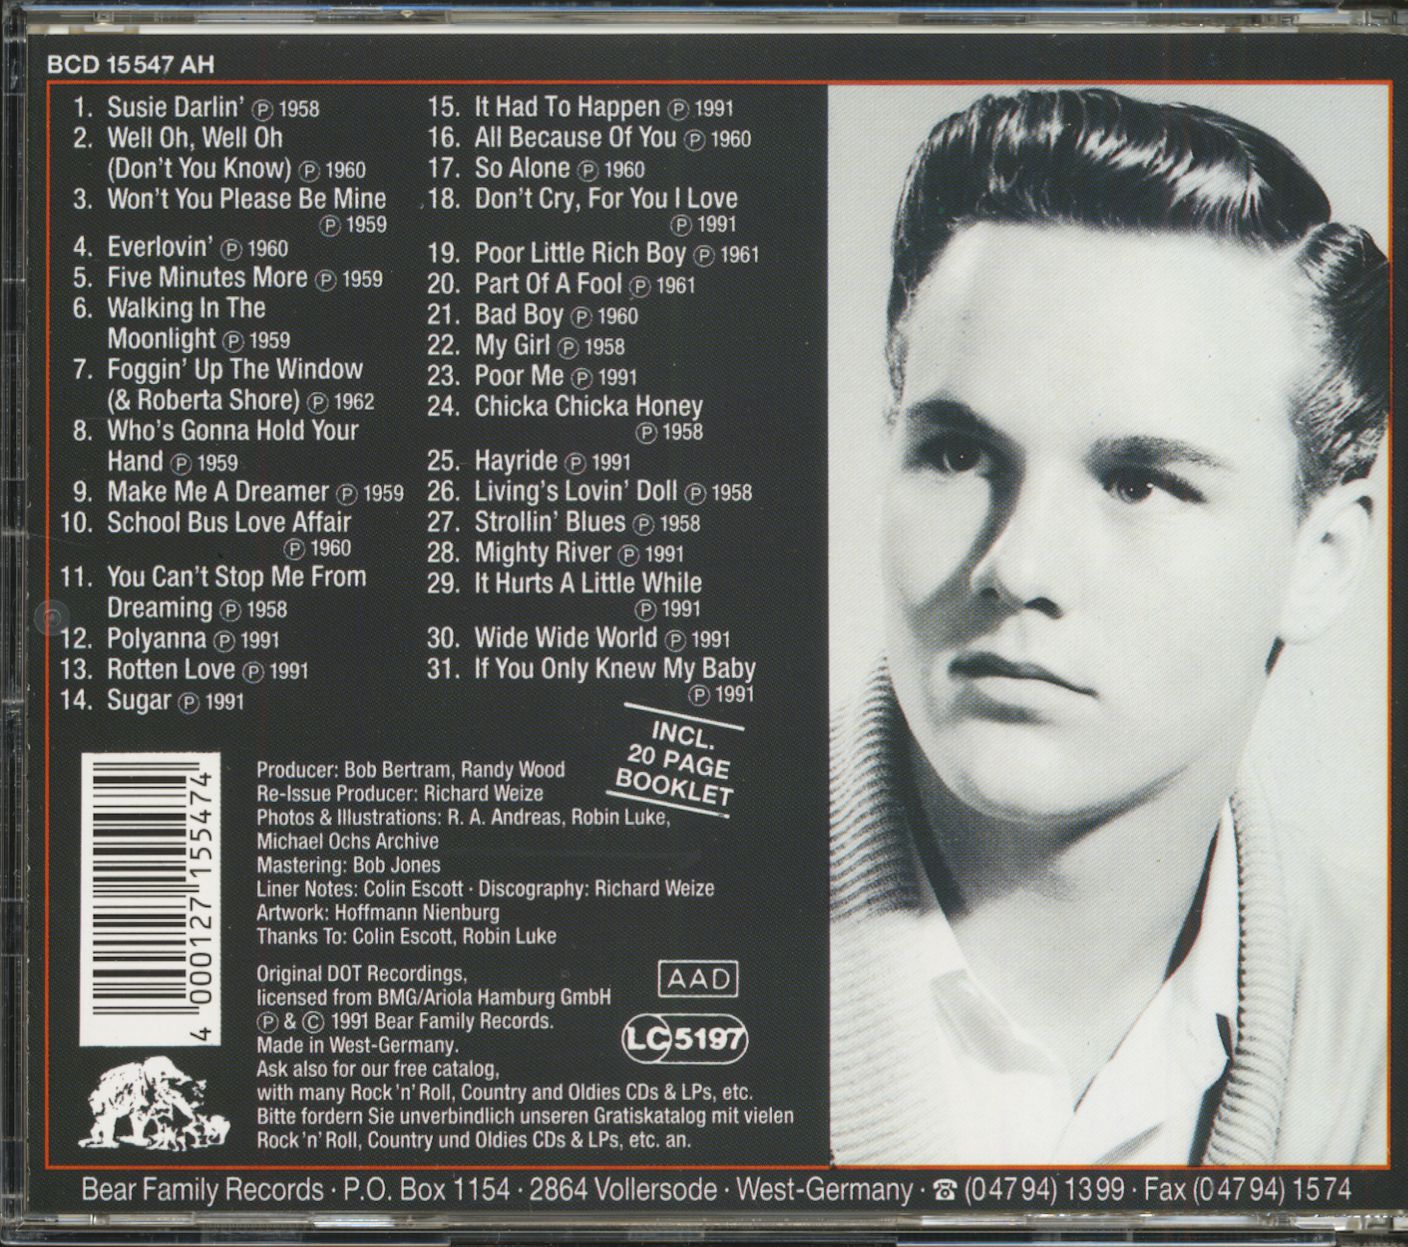 BCD 15547 AH
1. Susie Darlin' Ⓟ 1958
2. Well Oh, Well Oh
(Don't You Know) Ⓟ 1960
3. Won't You Please Be Mine
Ⓟ 1959
4. Everlovin' Ⓟ 1960
5. Five Minutes More Ⓟ 1959
6. Walking In The
Moonlight Ⓟ 1959
7. Foggin' Up The Window
(& Roberta Shore) Ⓟ 1962
8. Who's Gonna Hold Your
Hand Ⓟ 1959
9. Make Me A Dreamer Ⓟ 1959
10. School Bus Love Affair
Ⓟ 1960
11. You Can't Stop Me From
Dreaming Ⓟ 1958
12. Polyanna Ⓟ 1991
13. Rotten Love Ⓟ 1991
14. Sugar Ⓟ 1991
15. It Had To Happen Ⓟ 1991
16. All Because Of You Ⓟ 1960
17. So Alone Ⓟ 1960
18. Don't Cry, For You I Love
Ⓟ 1991
19. Poor Little Rich Boy Ⓟ 1961
20. Part Of A Fool Ⓟ 1961
21. Bad Boy Ⓟ 1960
22. My Girl Ⓟ 1958
23. Poor Me Ⓟ 1991
24. Chicka Chicka Honey
Ⓟ 1958
25. Hayride Ⓟ 1991
26. Living's Lovin' Doll Ⓟ 1958
27. Strollin' Blues Ⓟ 1958
28. Mighty River Ⓟ 1991
29. It Hurts A Little While
Ⓟ 1991
30. Wide Wide World Ⓟ 1991
31. If You Only Knew My Baby
Ⓟ 1991
INCL.
20 PAGE
BOOKLET
4 000127 155474
Producer: Bob Bertram, Randy Wood
Re-Issue Producer: Richard Weize
Photos & Illustrations: R. A. Andreas, Robin Luke,
Michael Ochs Archive
Mastering: Bob Jones
Liner Notes: Colin Escott · Discography: Richard Weize
Artwork: Hoffmann Nienburg
Thanks To: Colin Escott, Robin Luke
Original DOT Recordings,
licensed from BMG/Ariola Hamburg GmbH
Ⓟ & © 1991 Bear Family Records.
Made in West-Germany.
Ask also for our free catalog,
with many Rock 'n' Roll, Country and Oldies CDs & LPs, etc.
Bitte fordern Sie unverbindlich unseren Gratiskatalog mit vielen
Rock 'n' Roll, Country und Oldies CDs & LPs, etc. an.
AAD
LC 5197
Bear Family Records · P.O. Box 1154 · 2864 Vollersode · West-Germany · ☎ (04794) 1399 · Fax (04794) 1574